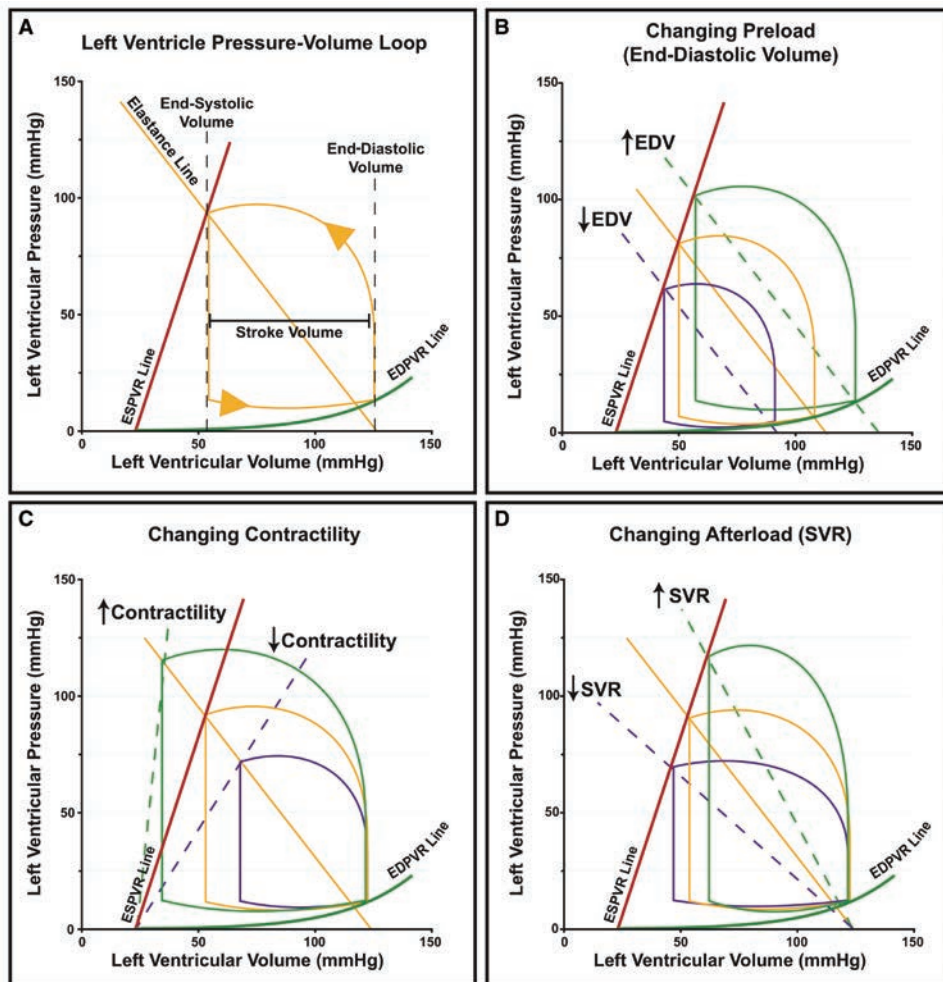 A
Left Ventricle Pressure-Volume Loop
150
100
50
0
Left Ventricular Pressure (mmHg)
Elastance Line
End-Systolic
Volume
End-Diastolic
Volume
Stroke Volume
ESPVR Line
EDPVR Line
0
50
100
150
Left Ventricular Volume (mmHg)
B
Changing Preload
(End-Diastolic Volume)
150
100
50
0
Left Ventricular Pressure (mmHg)
↑EDV
↓EDV
ESPVR Line
EDPVR Line
0
50
100
150
Left Ventricular Volume (mmHg)
C
Changing Contractility
150
100
50
0
Left Ventricular Pressure (mmHg)
↑Contractility
↓Contractility
ESPVR Line
EDPVR Line
0
50
100
150
Left Ventricular Volume (mmHg)
D
Changing Afterload (SVR)
150
100
50
0
Left Ventricular Pressure (mmHg)
↑SVR
↓SVR
ESPVR Line
EDPVR Line
0
50
100
150
Left Ventricular Volume (mmHg)